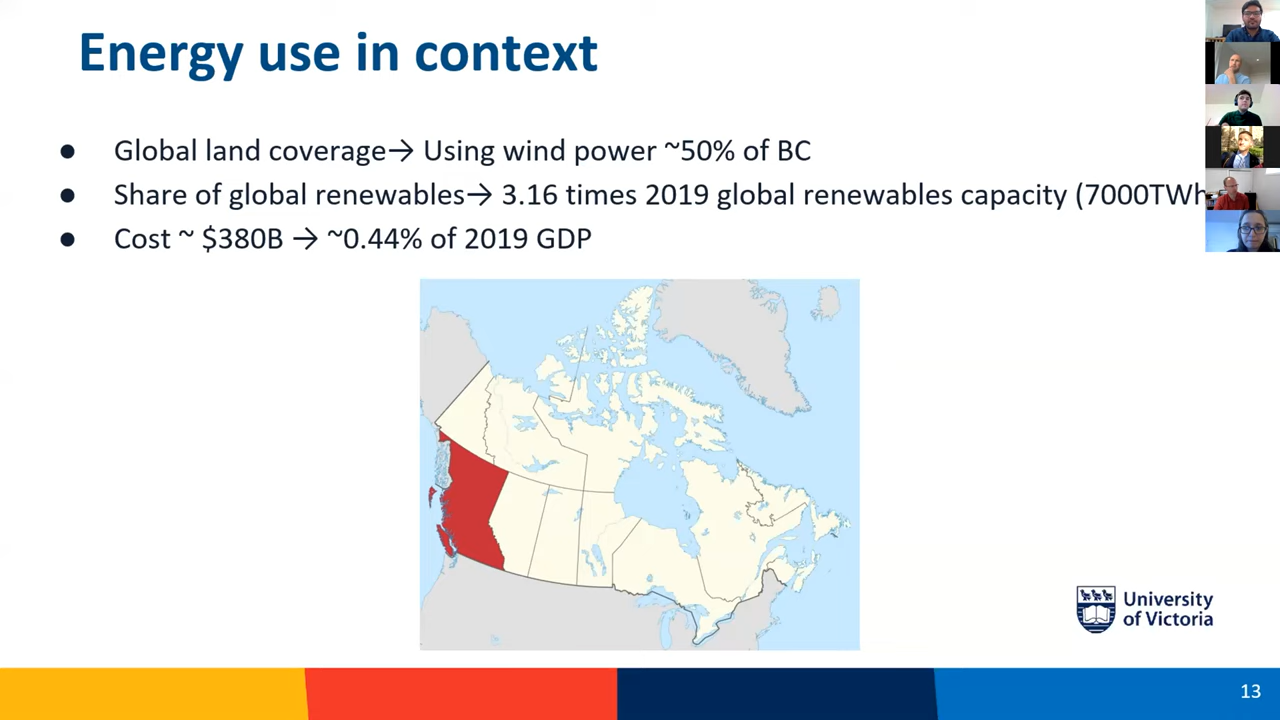 Energy use in context
● Global land coverage→ Using wind power ~50% of BC
● Share of global renewables→ 3.16 times 2019 global renewables capacity (7000TWh
● Cost ~ $380B → ~0.44% of 2019 GDP
University
of Victoria
13